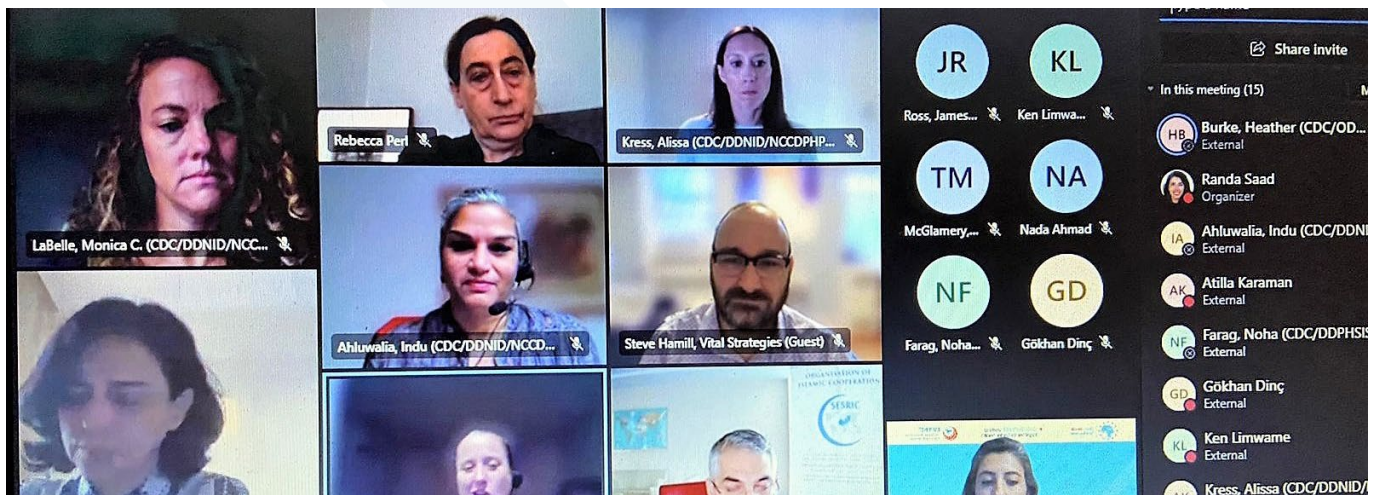 LaBelle, Monica C. (CDC/DDNID/NCC...
Rebecca Perl
Kress, Alissa (CDC/DDNID/NCCDPHP...
Ahluwalia, Indu (CDC/DDNID/NCCD...
Steve Hamill, Vital Strategies (Guest)
ORGANISATION OF
ISLAMIC COOPERATION
SESRIC
JR
Ross, James...
KL
Ken Limwa...
TM
McGlamery,...
NA
Nada Ahmad
NF
Farag, Noha...
GD
Gökhan Dinç
Share invite
In this meeting (15)
HB
Burke, Heather (CDC/OD...
External
Randa Saad
Organizer
IA
Ahluwalia, Indu (CDC/DDNI
External
AK
Atilla Karaman
External
NF
Farag, Noha (CDC/DDPHSIS
External
GD
Gökhan Dinç
External
KL
Ken Limwame
External
Kress, Alissa (CDC/DDNID/